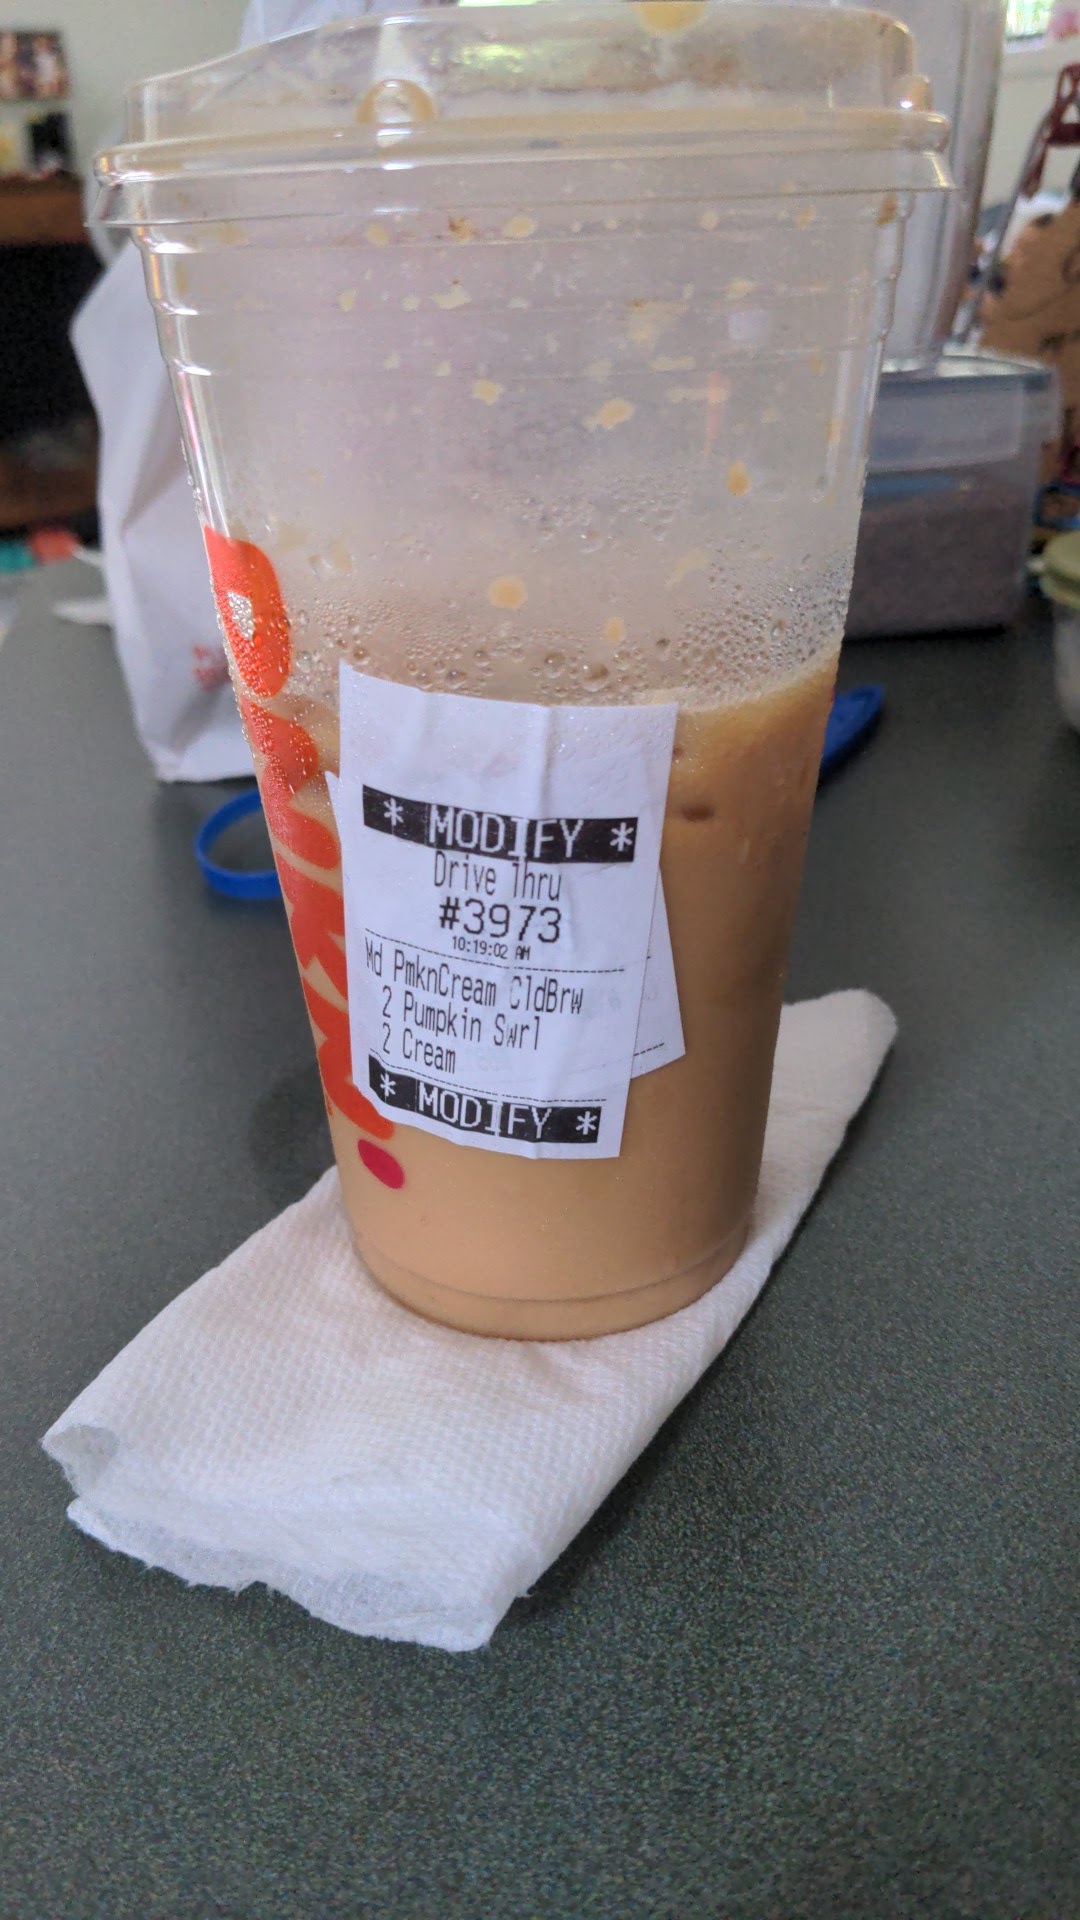 * MODIFY *
Drive Thru
#3973
10:19:02 AM
Md PmknCream CldBrw
2 Pumpkin Swrl
2 Cream
* MODIFY *